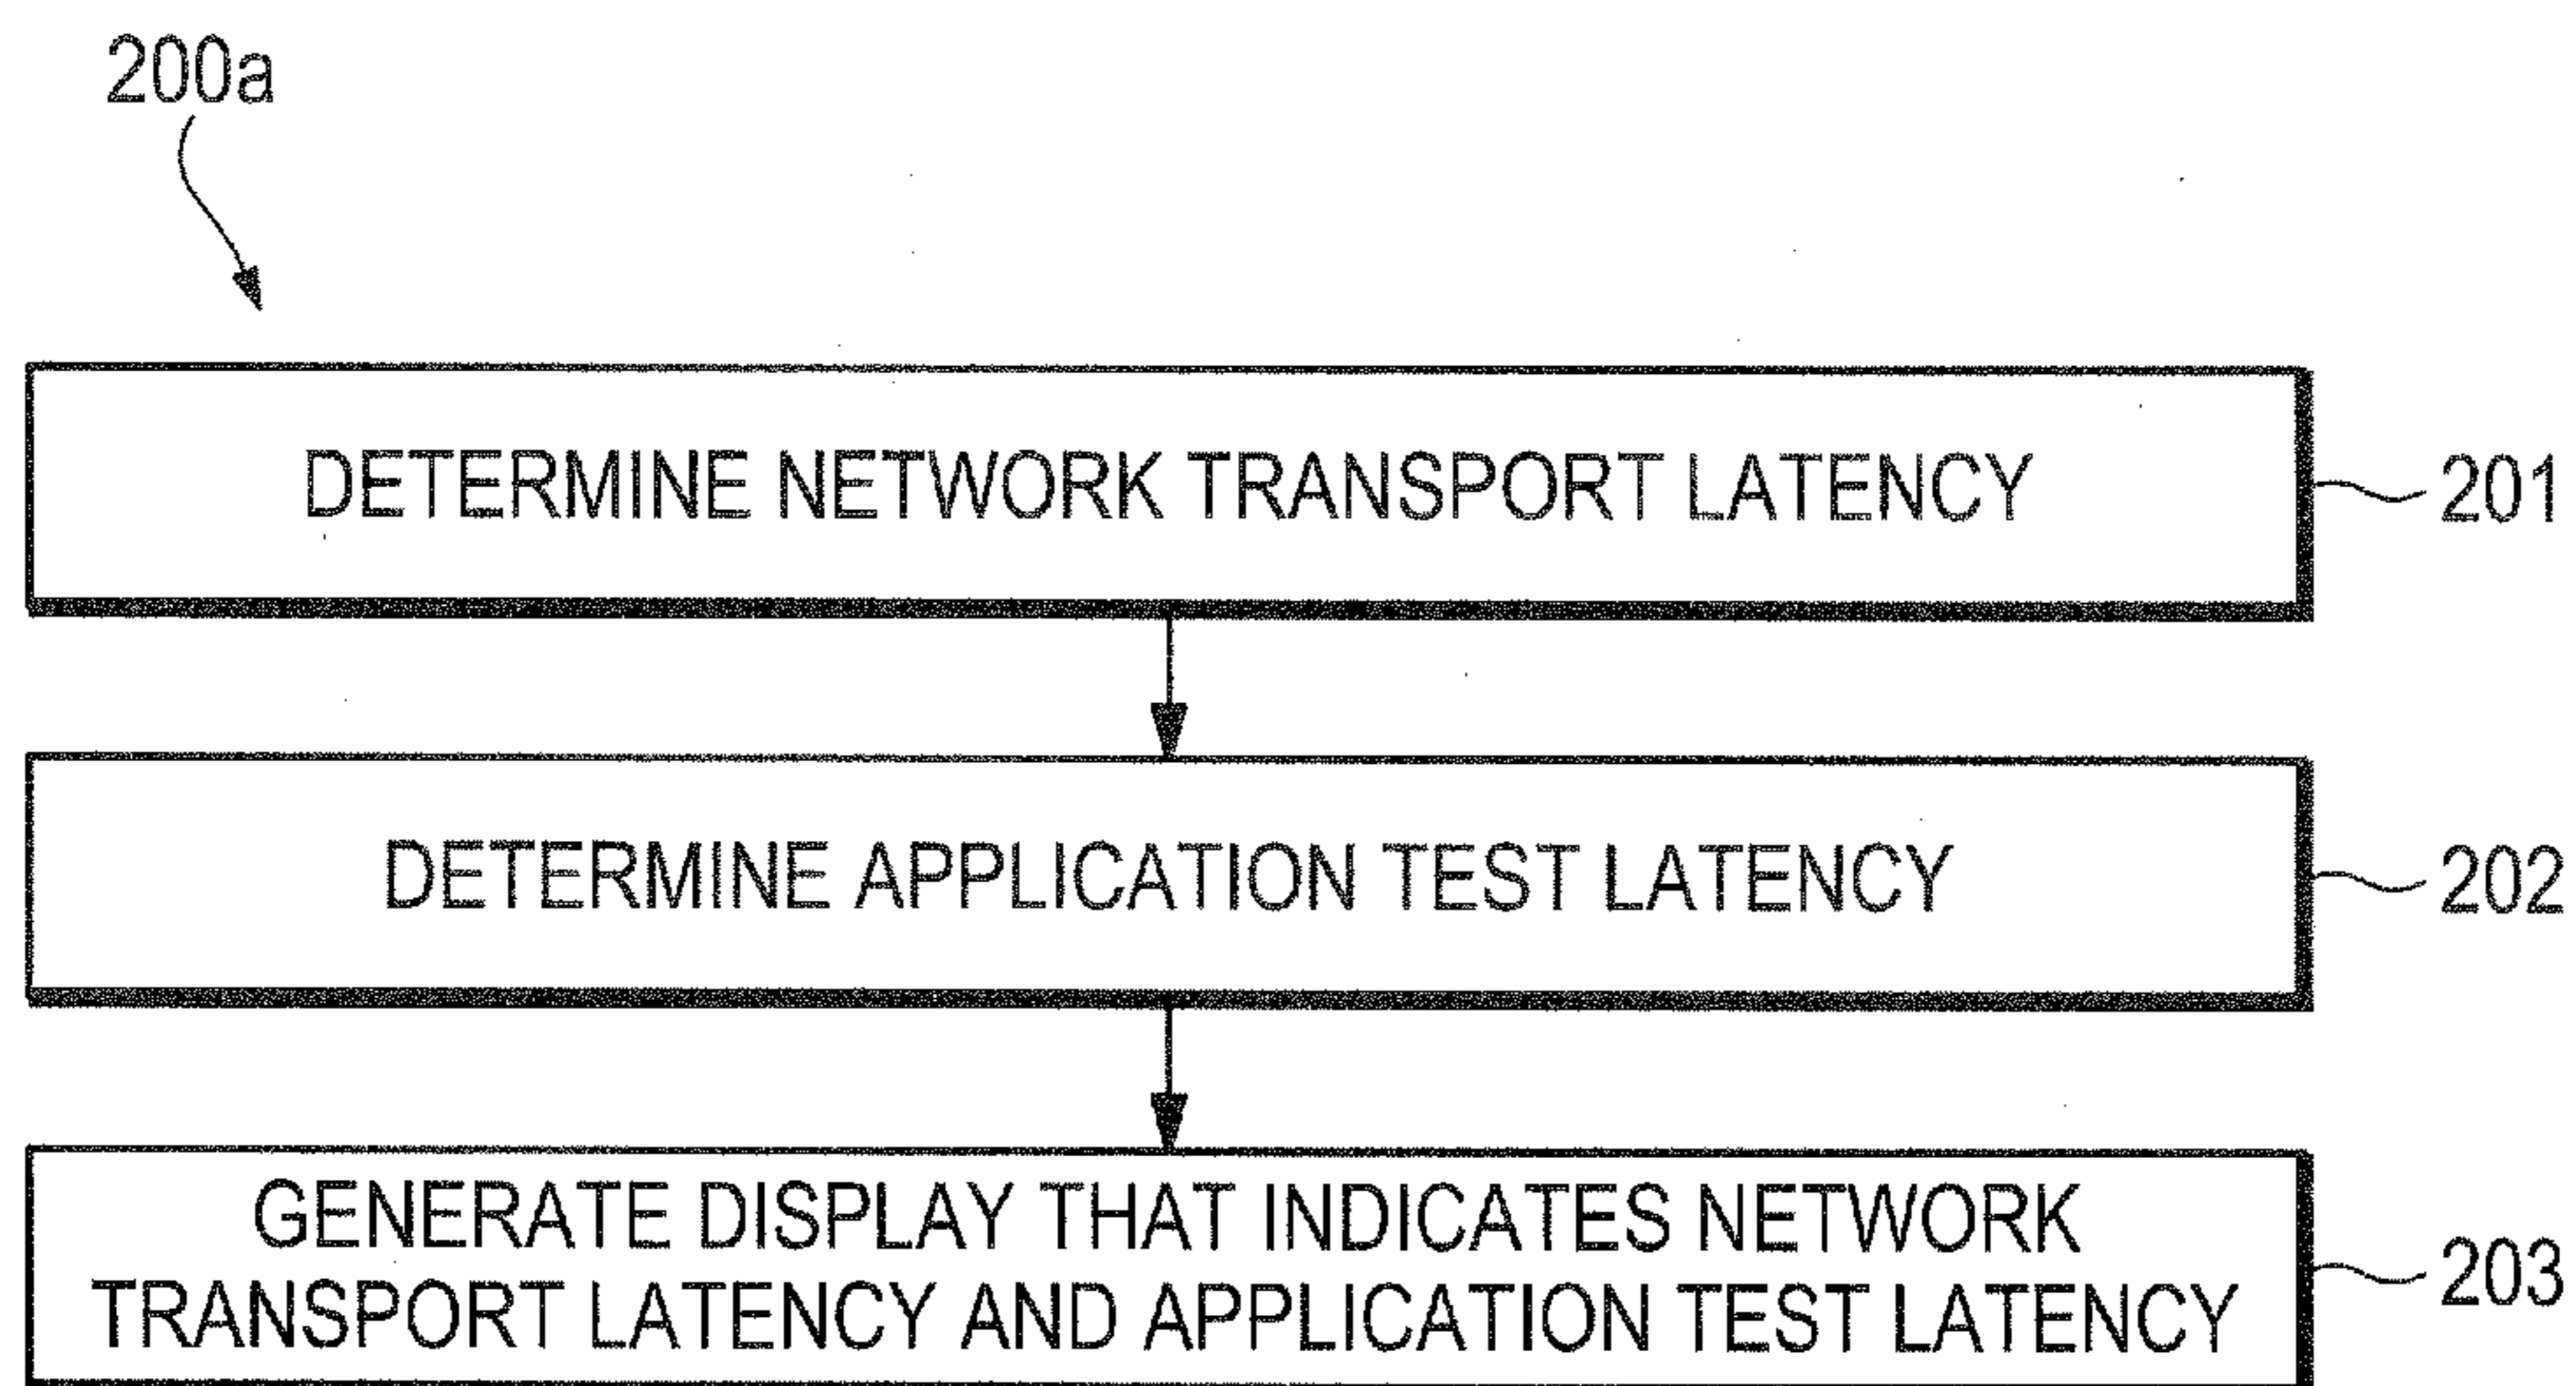 200a
DETERMINE NETWORK TRANSPORT LATENCY
201
DETERMINE APPLICATION TEST LATENCY
202
GENERATE DISPLAY THAT INDICATES NETWORK
TRANSPORT LATENCY AND APPLICATION TEST LATENCY
203